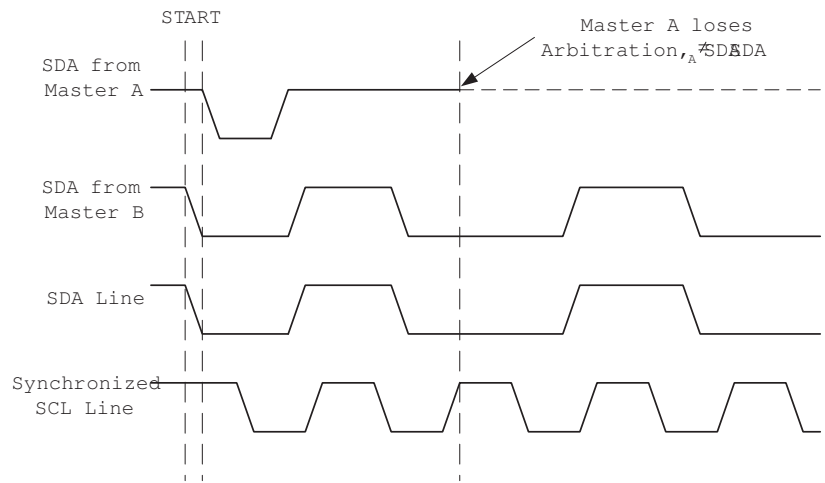 START
Master A loses
Arbitration,
SDA from
Master A
SDA from
Master B
SDA Line
Synchronized
SCL Line